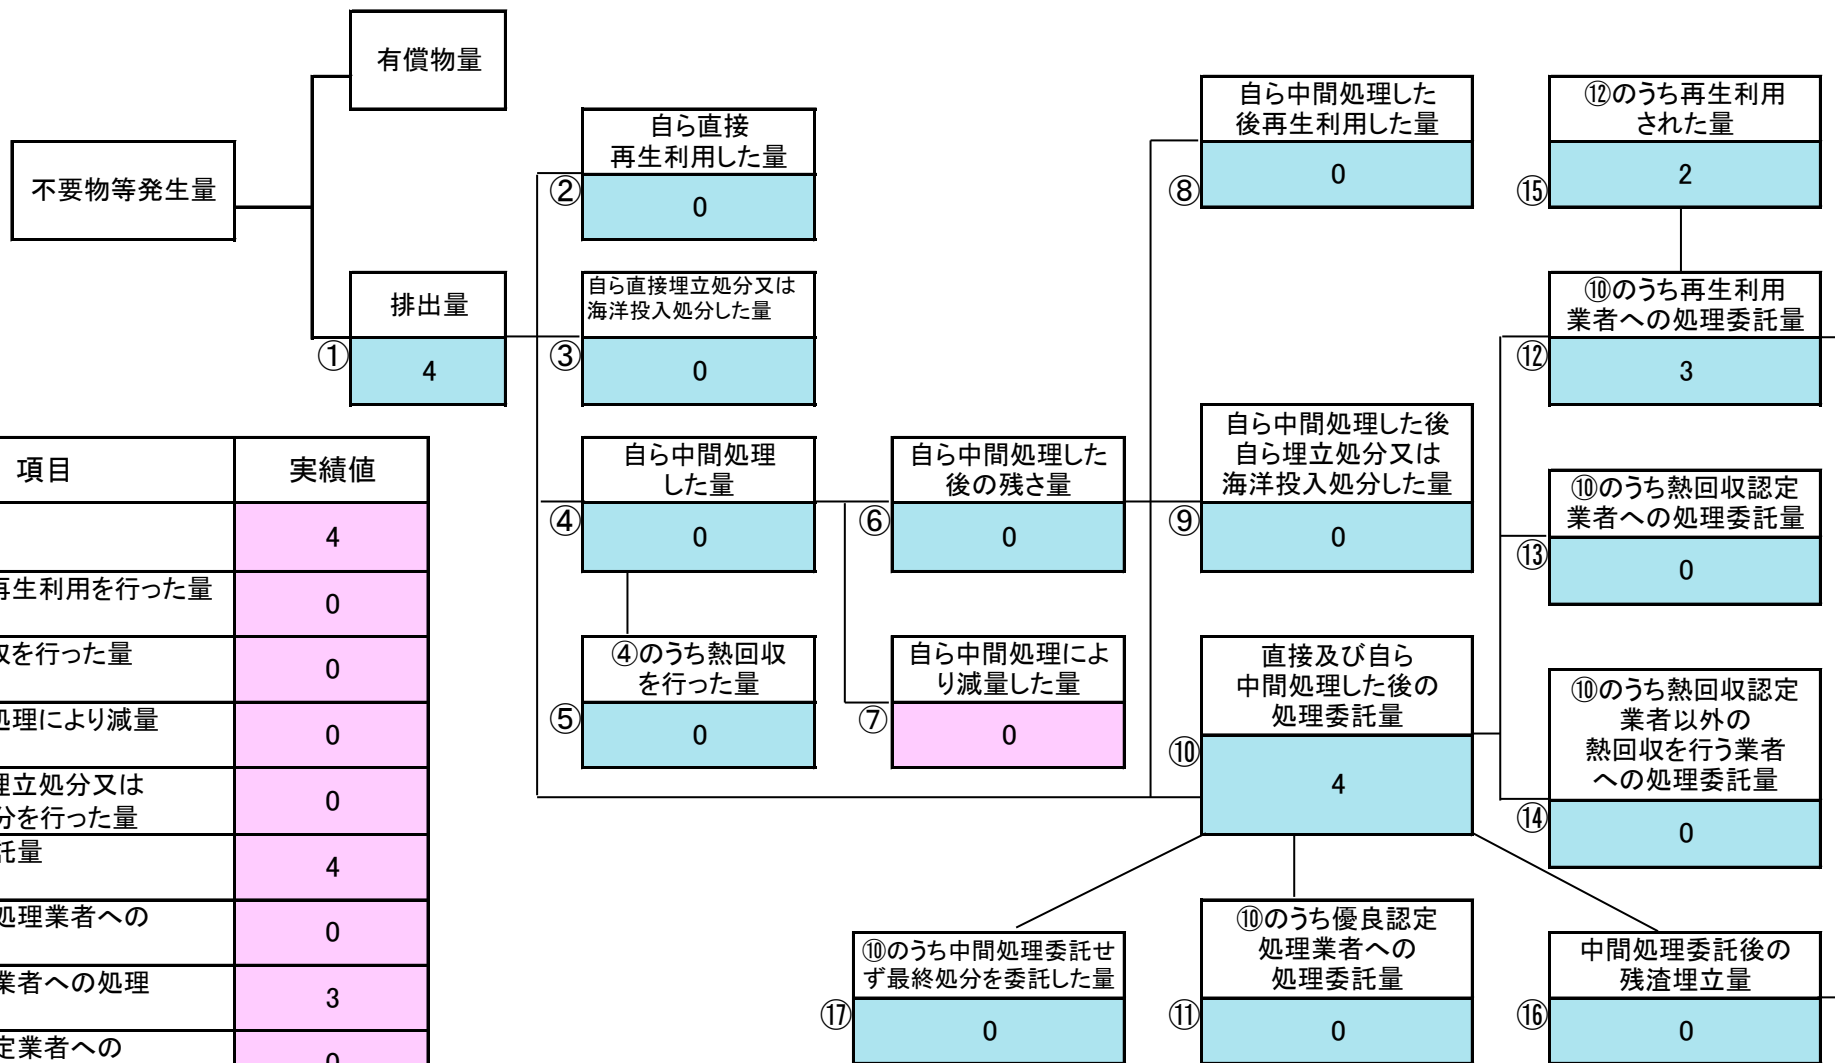 有償物量
不要物等発生量
排出量
①
4
自ら直接
再生利用した量
②
0
自ら直接埋立処分又は
海洋投入処分した量
③
0
自ら中間処理
した量
④
0
④のうち熱回収
を行った量
⑤
0
自ら中間処理した
後の残さ量
⑥
0
自ら中間処理によ
り減量した量
⑦
0
自ら中間処理した
後再生利用した量
⑧
0
自ら中間処理した後
自ら埋立処分又は
海洋投入処分した量
⑨
0
直接及び自ら
中間処理した後の
処理委託量
⑩
4
⑩のうち優良認定
処理業者への
処理委託量
⑪
0
⑫のうち再生利用
された量
⑮
2
⑩のうち再生利用
業者への処理委託量
⑫
3
⑩のうち熱回収認定
業者への処理委託量
⑬
0
⑩のうち熱回収認定
業者以外の
熱回収を行う業者
への処理委託量
⑭
0
⑩のうち中間処理委託せ
ず最終処分を委託した量
⑰
0
中間処理委託後の
残渣埋立量
⑯
0
項目 実績値
4
再生利用を行った量 0
を行った量 0
処理により減量 0
埋立処分又は
分を行った量 0
託量 4
処理業者への 0
業者への処理 3
定業者への 0